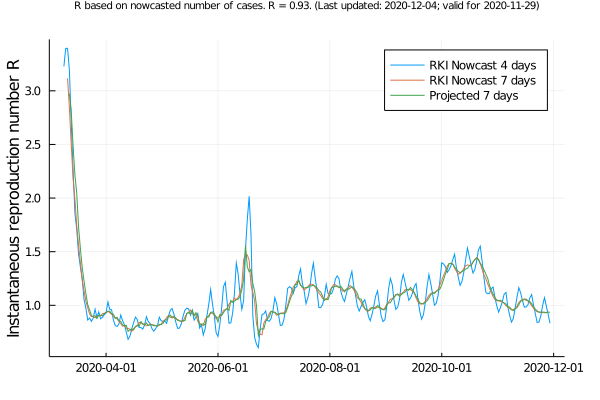 R based on nowcasted number of cases. R = 0.93. (Last updated: 2020-12-04; valid for 2020-11-29)
Instantaneous reproduction number R
3.0
2.5
2.0
1.5
1.0
RKI Nowcast 4 days
RKI Nowcast 7 days
Projected 7 days
2020-04-01
2020-06-01
2020-08-01
2020-10-01
2020-12-01